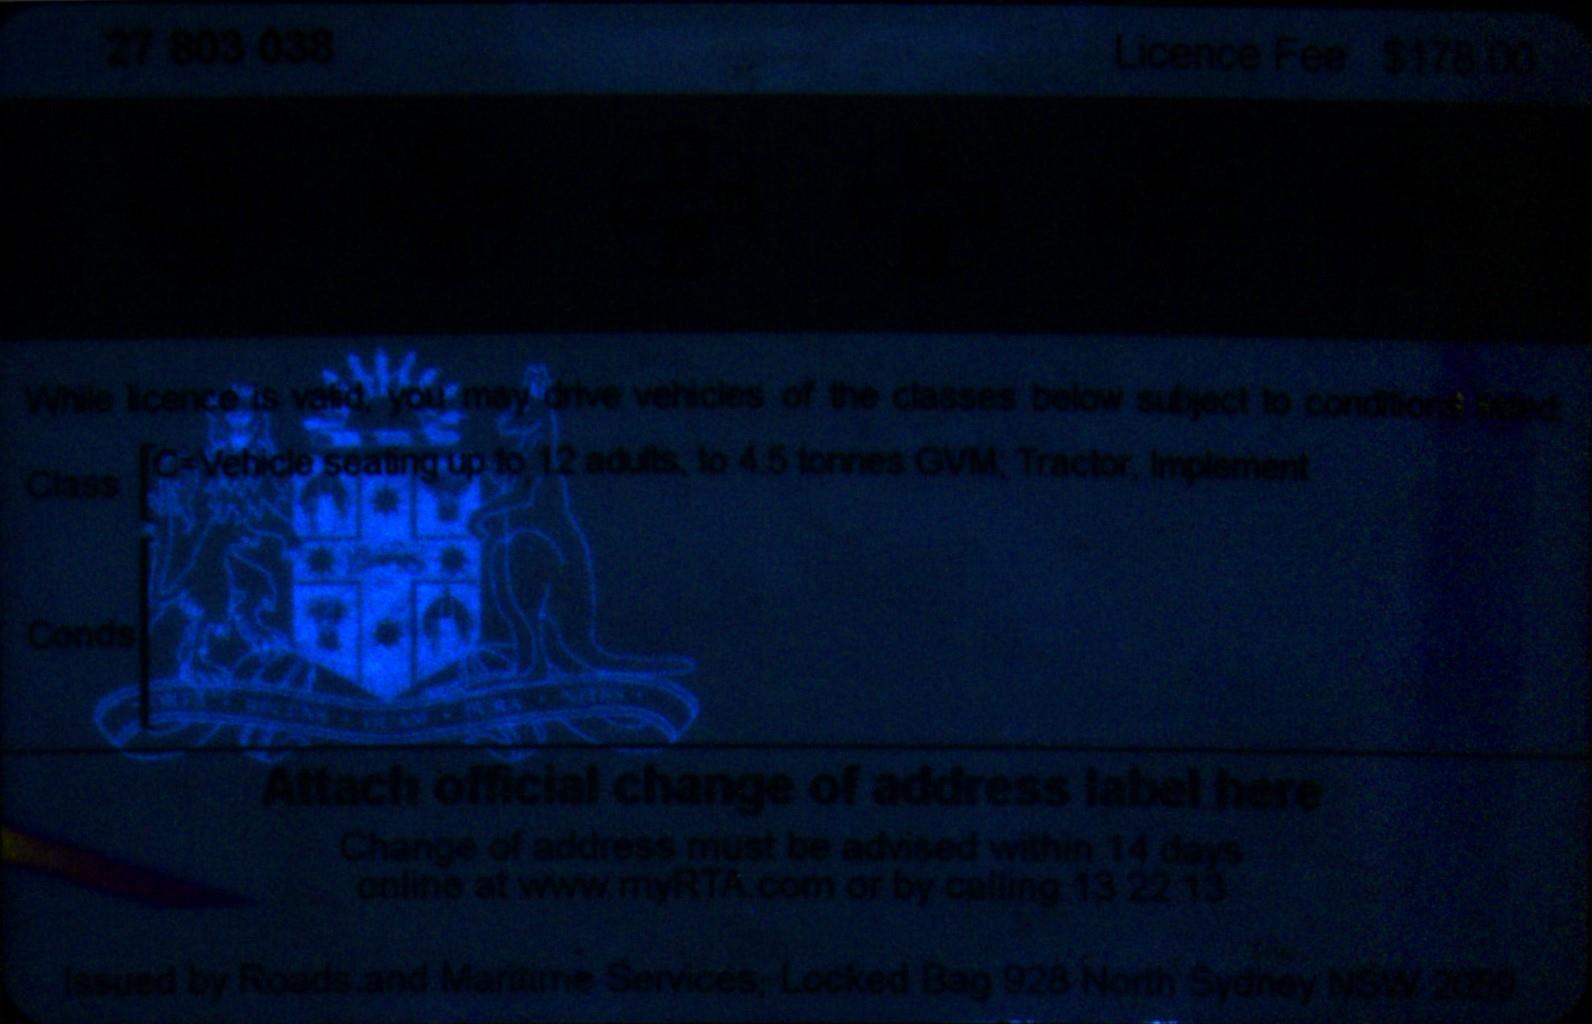 27 803 038
Licence Fee $178.00
While licence is valid, you may drive vehicles of the classes below subject to conditions listed:
Class
C=Vehicle seating up to 12 adults, to 4.5 tonnes GVM; Tractor, Implement
Conds
Attach official change of address label here
Change of address must be advised within 14 days
online at www.myRTA.com or by calling 13 22 13
Issued by Roads and Maritime Services, Locked Bag 928 North Sydney NSW 2059